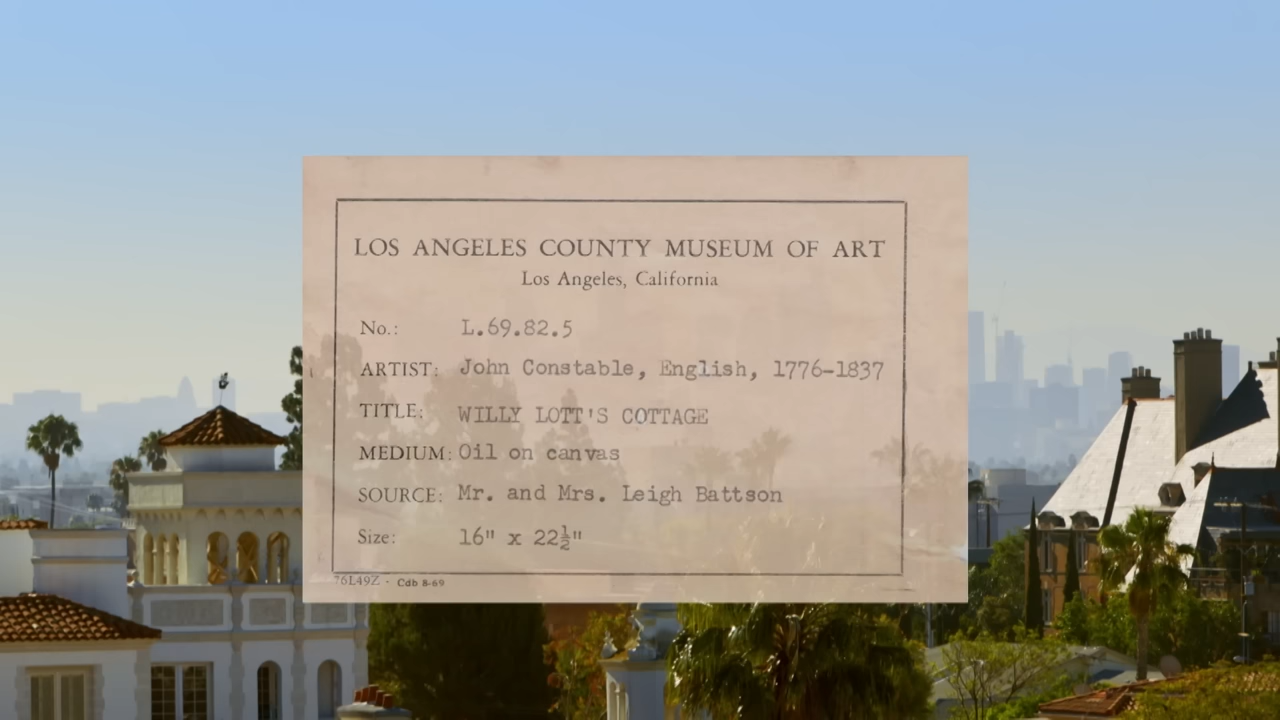 LOS ANGELES COUNTY MUSEUM OF ART
Los Angeles, California
No.: L.69.82.5
ARTIST: John Constable, English, 1776-1837
TITLE: WILLY LOTT'S COTTAGE
MEDIUM: Oil on canvas
SOURCE: Mr. and Mrs. Leigh Battson
Size: 16" x 22½"
76L49Z · Cdb 8-69